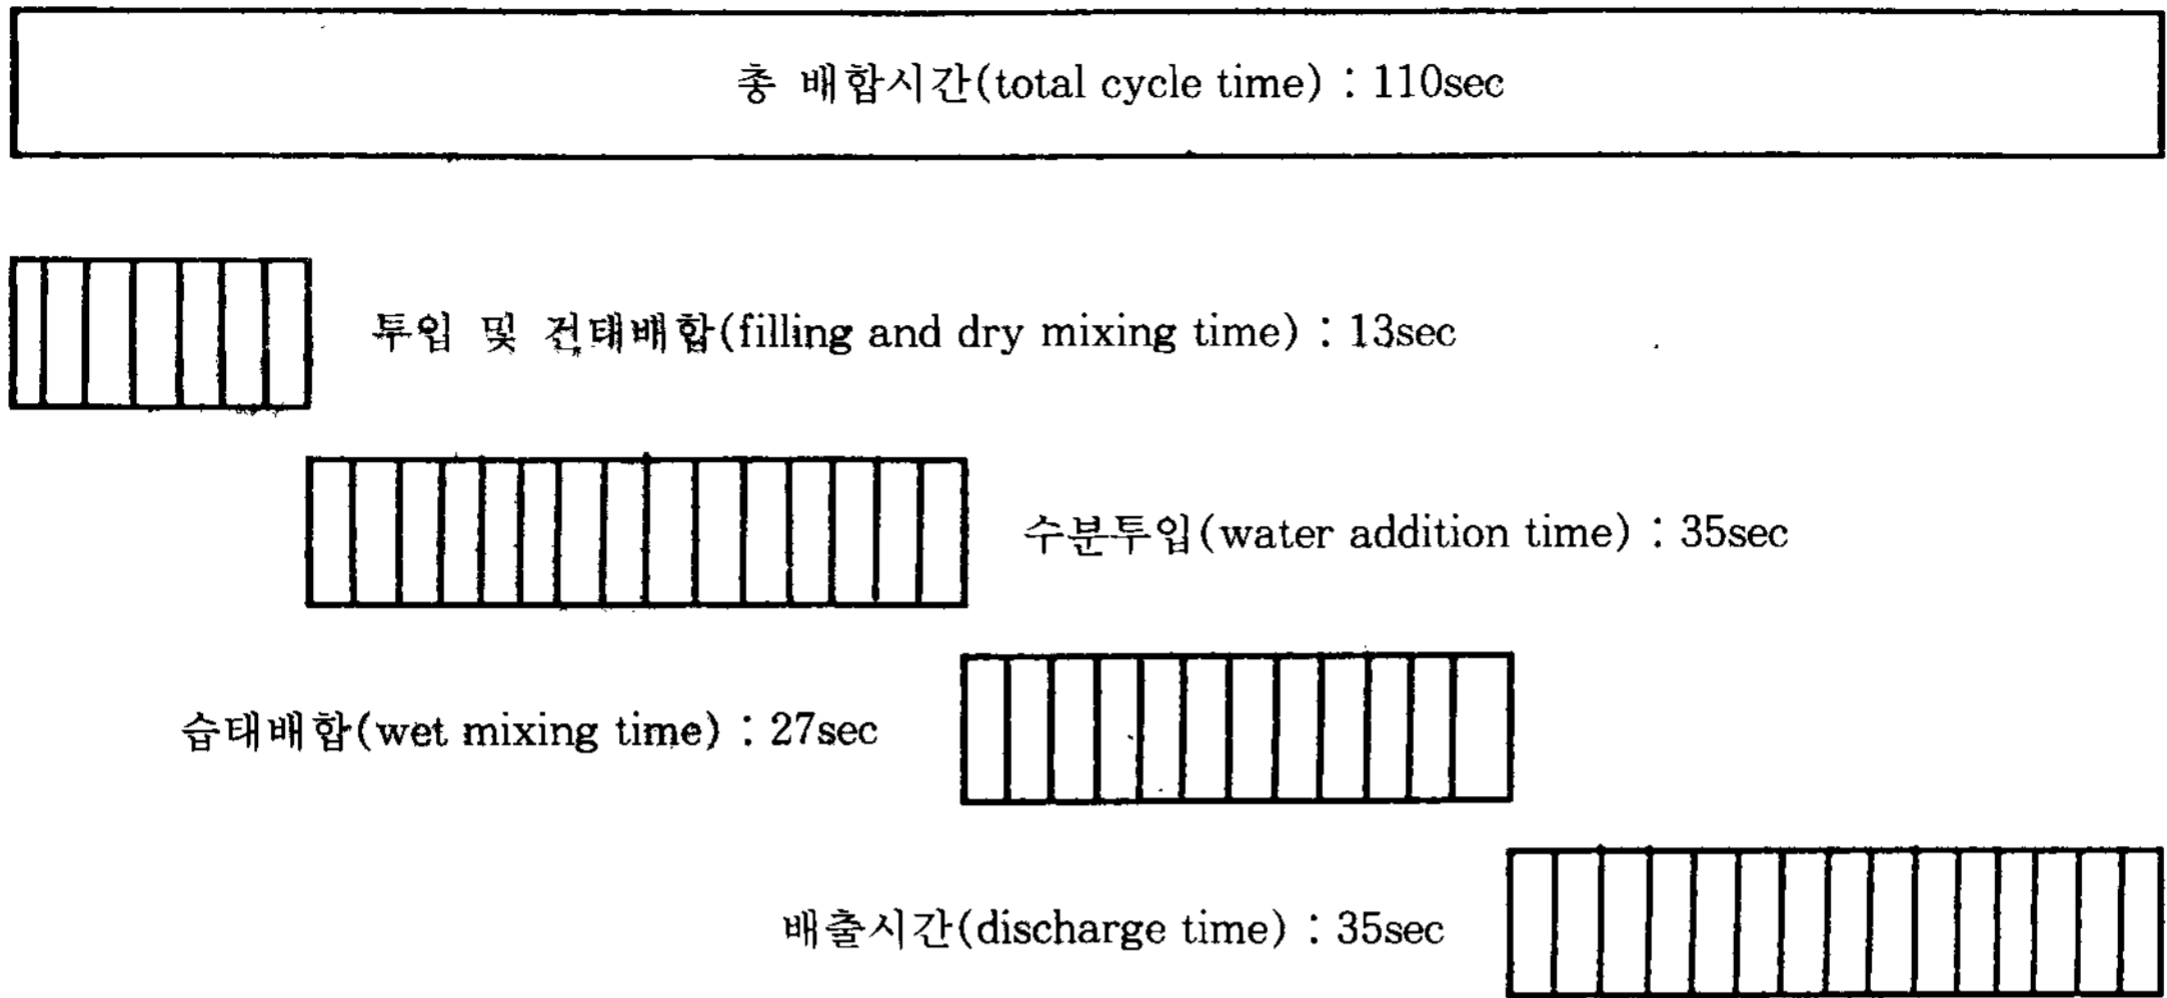 총 배합시간(total cycle time) : 110sec
투입 및 건태배합(filling and dry mixing time) : 13sec
수분투입(water addition time) : 35sec
습태배합(wet mixing time) : 27sec
배출시간(discharge time) : 35sec